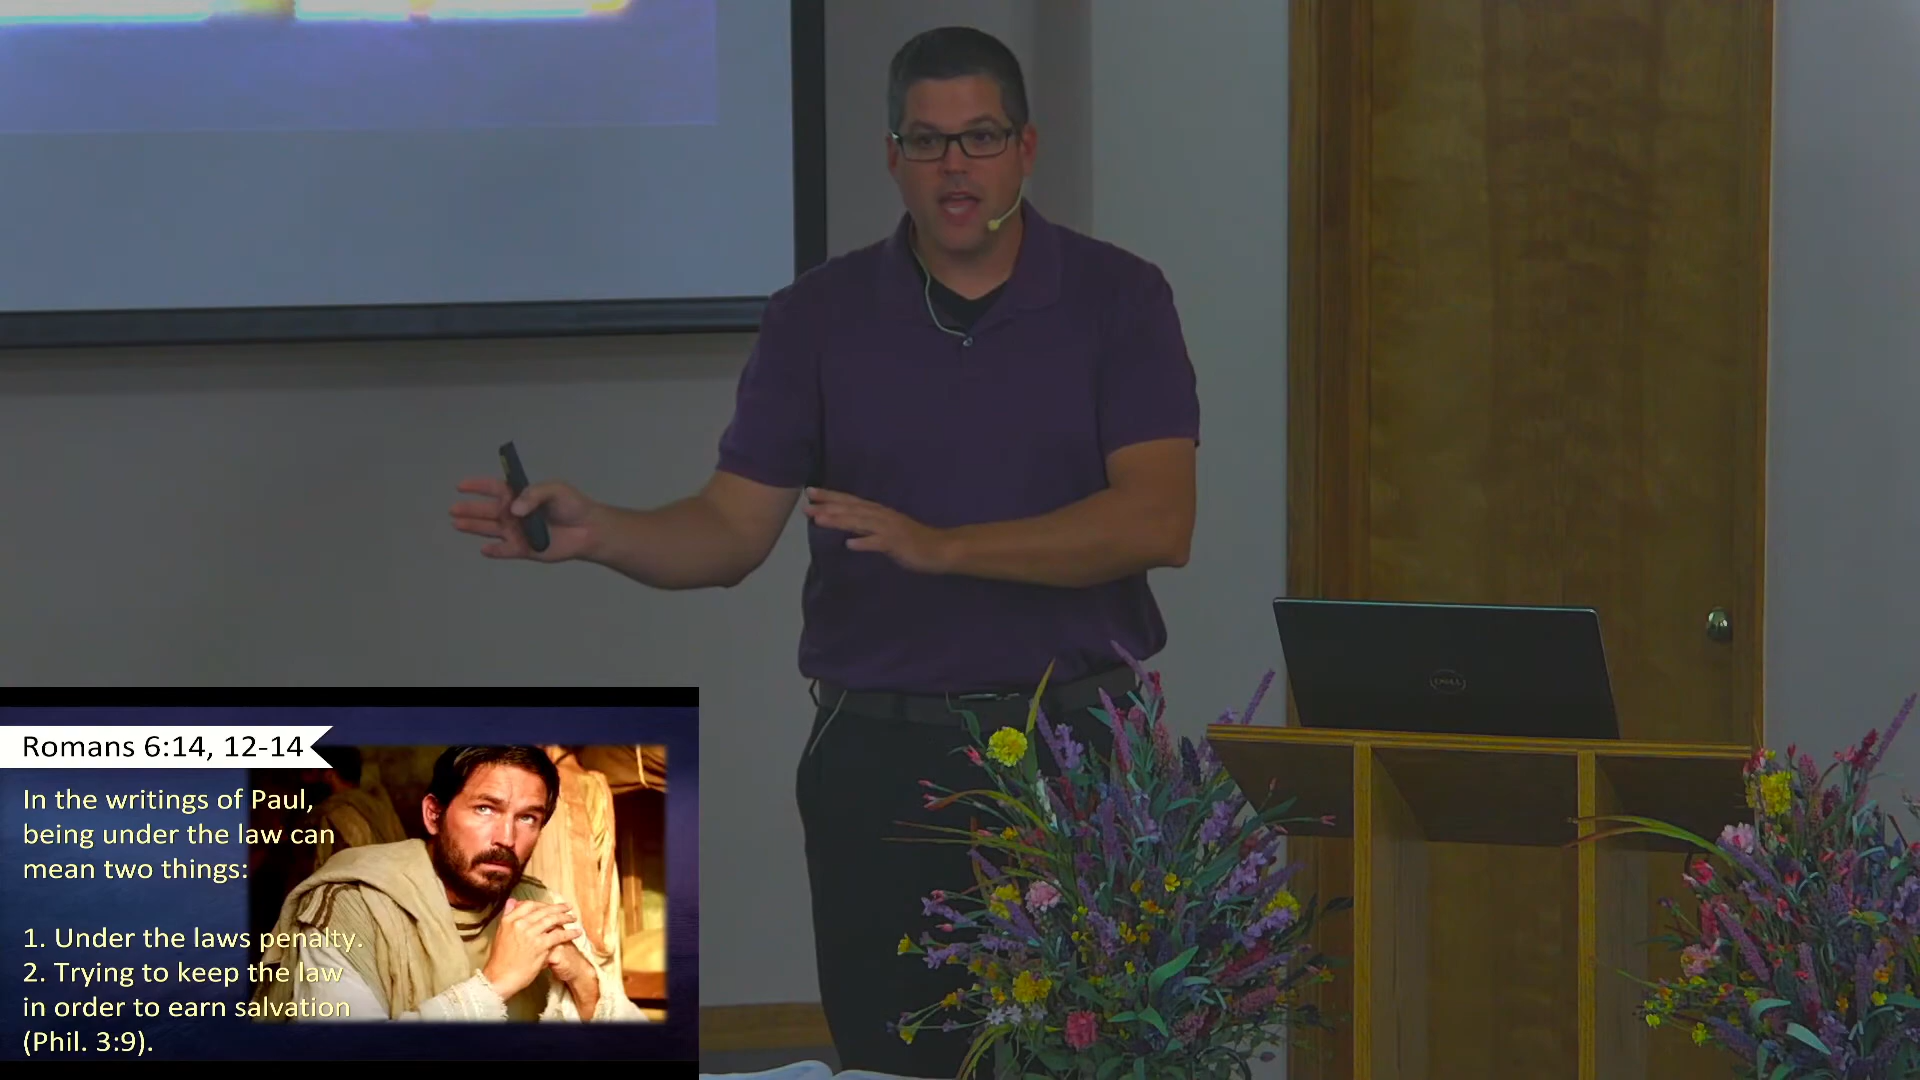 DELL
Romans 6:14, 12-14
In the writings of Paul,
being under the law can
mean two things:
1. Under the laws penalty.
2. Trying to keep the law
in order to earn salvation
(Phil. 3:9).